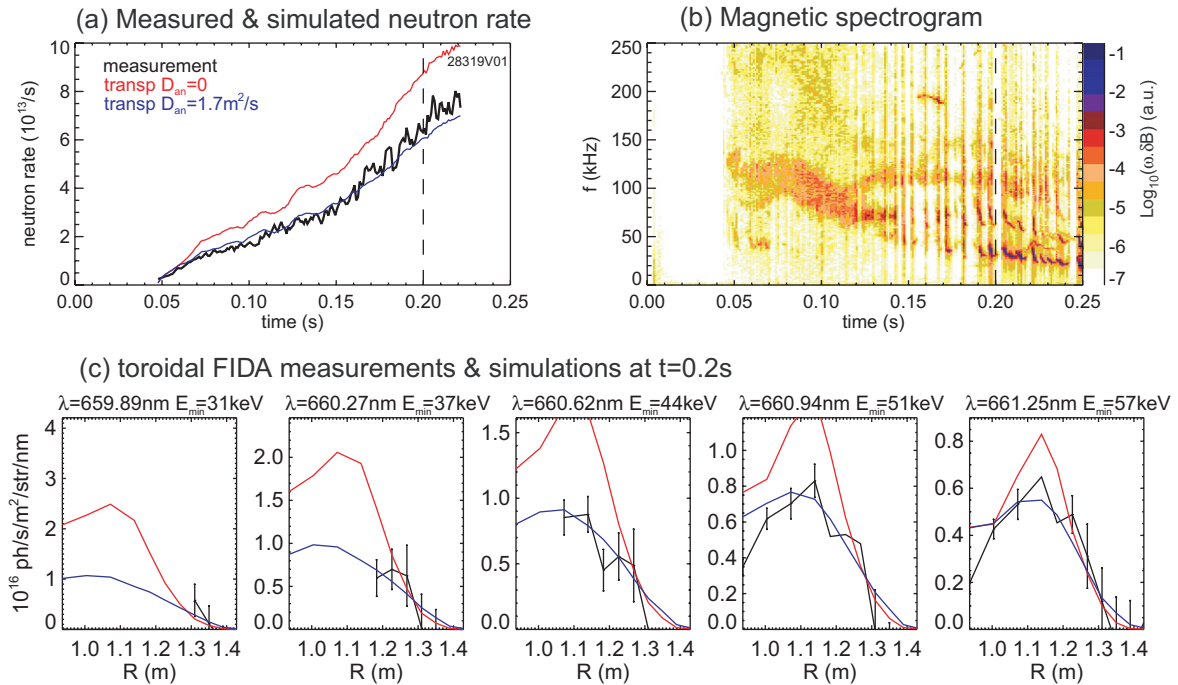 (a) Measured & simulated neutron rate
measurement
transp D_an=0
transp D_an=1.7m²/s
28319V01
neutron rate (10¹³/s)
10
8
6
4
2
0
0.00 0.05 0.10 0.15 0.20 0.25
time (s)
(b) Magnetic spectrogram
f (kHz)
250
200
150
100
50
0
0.00 0.05 0.10 0.15 0.20 0.25
time (s)
-1
-2
-3
-4
-5
-6
-7
Log₁₀(ω.δB) (a.u.)
(c) toroidal FIDA measurements & simulations at t=0.2s
λ=659.89nm E_min=31keV
λ=660.27nm E_min=37keV
λ=660.62nm E_min=44keV
λ=660.94nm E_min=51keV
λ=661.25nm E_min=57keV
10¹⁶ ph/s/m²/str/nm
4
3
2
1
0
1.0 1.1 1.2 1.3 1.4
R (m)
2.0
1.5
1.0
0.5
0.0
1.0 1.1 1.2 1.3 1.4
R (m)
1.5
1.0
0.5
0.0
1.0 1.1 1.2 1.3 1.4
R (m)
1.0
0.8
0.6
0.4
0.2
0.0
1.0 1.1 1.2 1.3 1.4
R (m)
0.8
0.6
0.4
0.2
0.0
1.0 1.1 1.2 1.3 1.4
R (m)